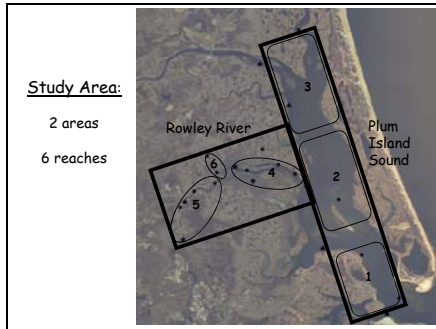 Study Area:
2 areas
6 reaches
Rowley River
Plum
Island
Sound
3
6
4
2
5
1